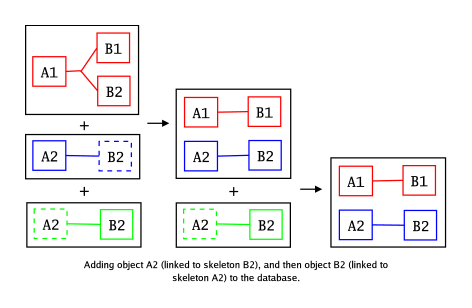 B1
A1
B2
+
A2 B2
+
A2 B2
A1 B1
A2 B2
+
A2 B2
A1 B1
A2 B2
Adding object A2 (linked to skeleton B2), and then object B2 (linked to
skeleton A2) to the database.